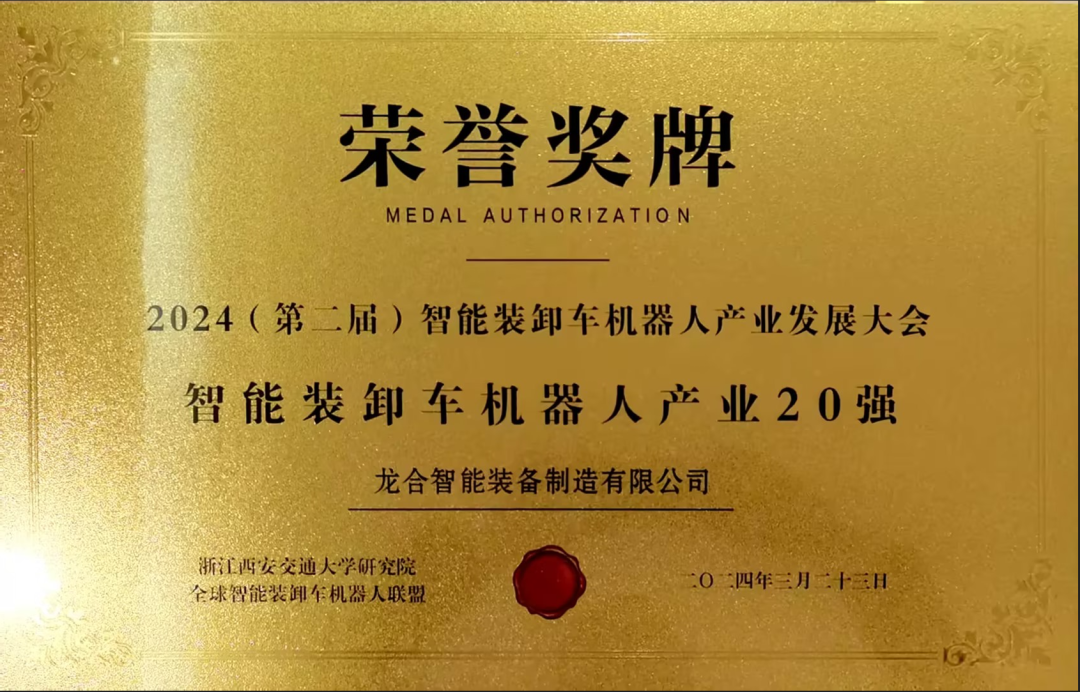 荣誉奖牌
MEDAL AUTHORIZATION
2024（第二届）智能装卸车机器人产业发展大会
智能装卸车机器人产业20强
龙合智能装备制造有限公司
浙江西安交通大学研究院
全球智能装卸车机器人联盟
二〇二四年三月二十三日